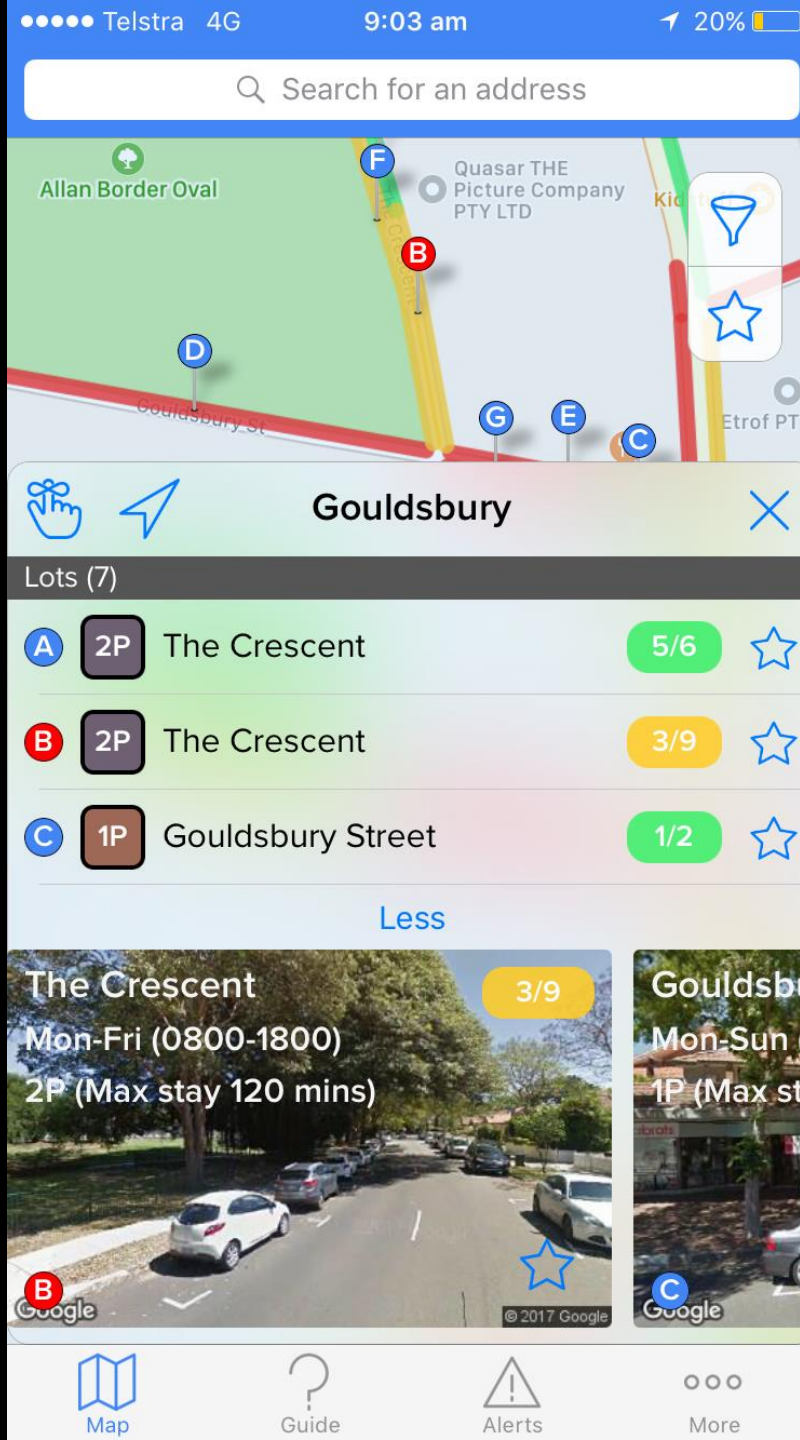 Telstra 4G 9:03 am 20%
Search for an address
Allan Border Oval
F
Quasar THE
Picture Company
PTY LTD
The Crescent
B
D
Gouldsbury St
G E C
Etrof PT
Gouldsbury
Lots (7)
A 2P The Crescent 5/6
B 2P The Crescent 3/9
C 1P Gouldsbury Street 1/2
Less
The Crescent 3/9
Mon-Fri (0800-1800)
2P (Max stay 120 mins)
B
Google
© 2017 Google
Gouldsbu
Mon-Sun (
1P (Max st
C
Google
Map Guide Alerts More